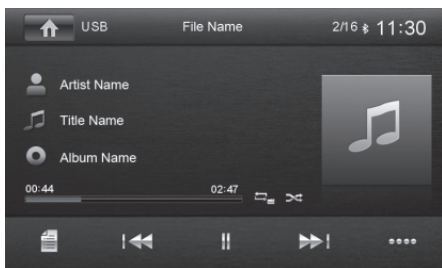 USB File Name 2/16 11:30
Artist Name
Title Name
Album Name
00:44 02:47